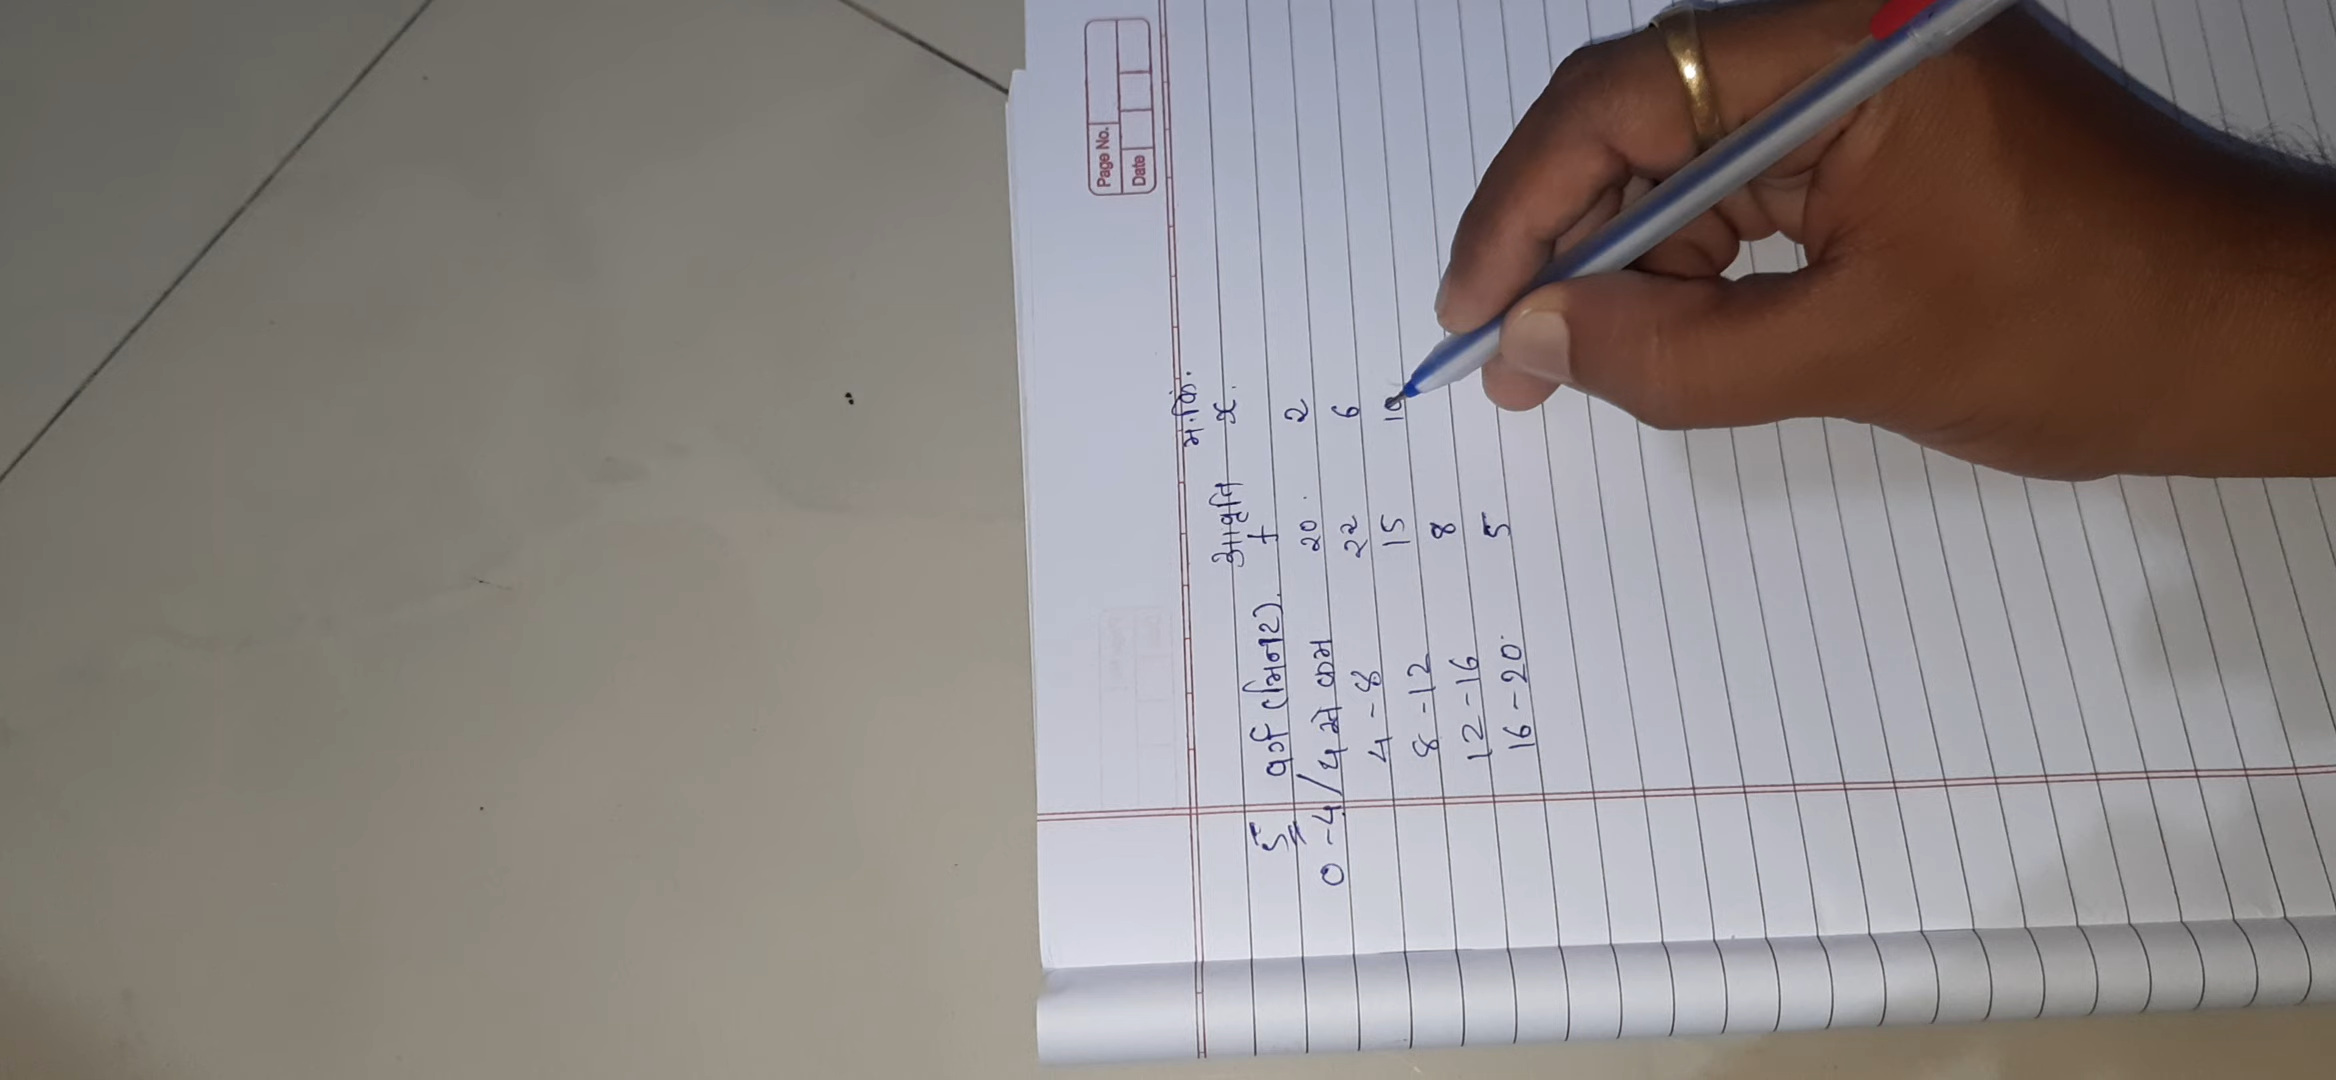 Page No.
Date
म.किं.
आवृत्ति x.
5 वर्ग (मिनट). f
0-4/4 से कम 20. 2
4-8 22 6
8-12 15 10
12-16 8
16-20. 5